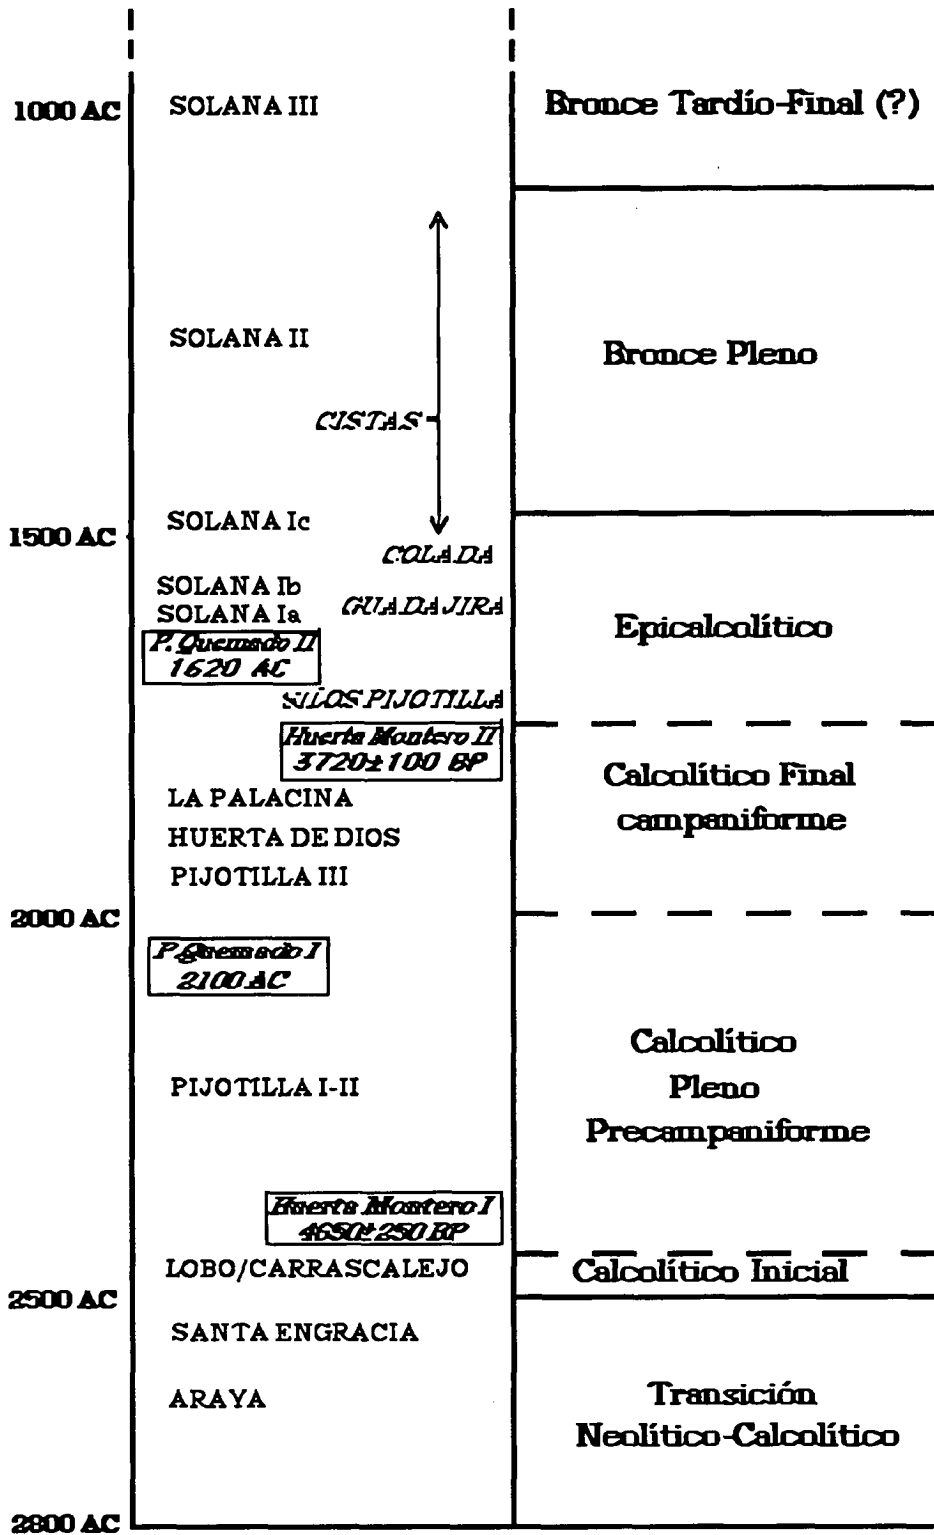 1000 AC
SOLANA III
Bronce Tardío-Final (?)
SOLANA II
Bronce Pleno
CISTAS
SOLANA Ic
1500 AC
COLADA
SOLANA Ib
GUADAJIRA
SOLANA Ia
Epicalcolítico
P. Quemado II
1620 AC
SILOS PIJOTILLA
Huerta Montero II
3720±100 BP
Calcolítico Final
campaniforme
LA PALACINA
HUERTA DE DIOS
PIJOTILLA III
2000 AC
P.Quemado I
2100 AC
Calcolítico
Pleno
Precampaniforme
PIJOTILLA I-II
Huerta Montero I
4650±250 BP
LOBO/CARRASCALEJO
Calcolítico Inicial
2500 AC
SANTA ENGRACIA
ARAYA
Transición
Neolítico-Calcolítico
2800 AC